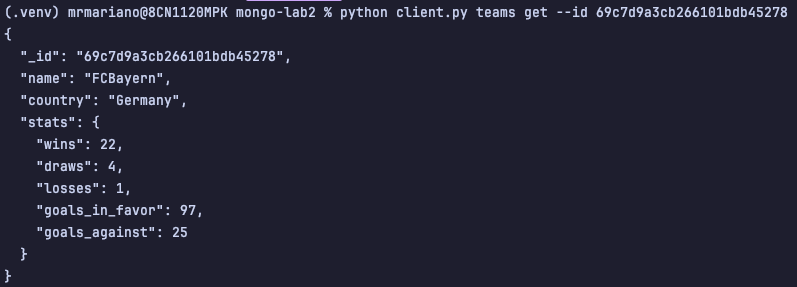 (.venv) mrmariano@8CN1120MPK mongo-lab2 % python client.py teams get --id 69c7d9a3cb266101bdb45278
{
  "_id": "69c7d9a3cb266101bdb45278",
  "name": "FCBayern",
  "country": "Germany",
  "stats": {
    "wins": 22,
    "draws": 4,
    "losses": 1,
    "goals_in_favor": 97,
    "goals_against": 25
  }
}